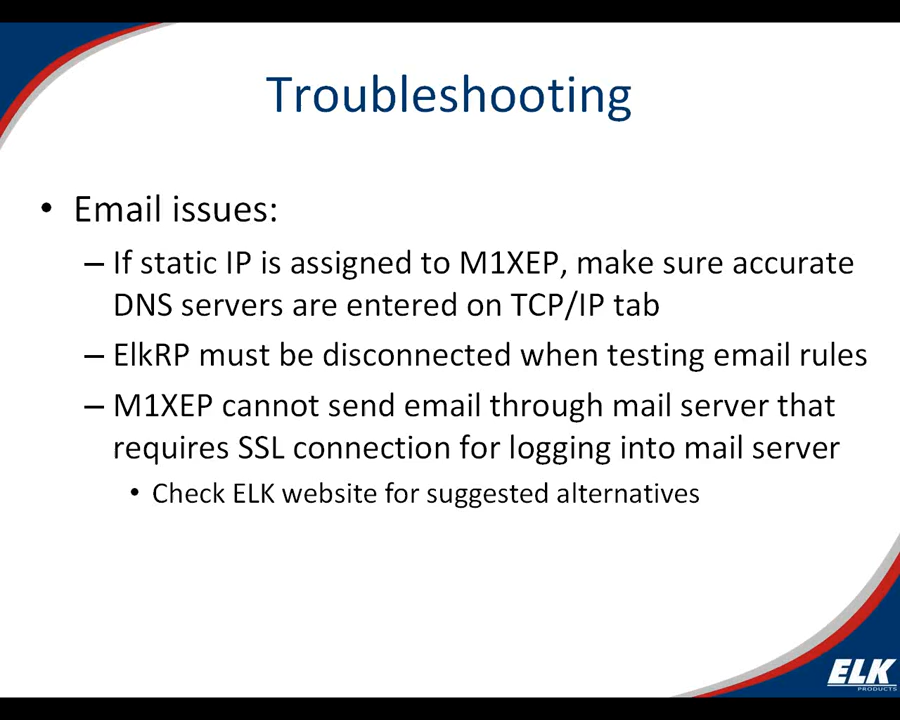 Troubleshooting
• Email issues:
– If static IP is assigned to M1XEP, make sure accurate
DNS servers are entered on TCP/IP tab
– ElkRP must be disconnected when testing email rules
– M1XEP cannot send email through mail server that
requires SSL connection for logging into mail server
• Check ELK website for suggested alternatives
ELK
PRODUCTS